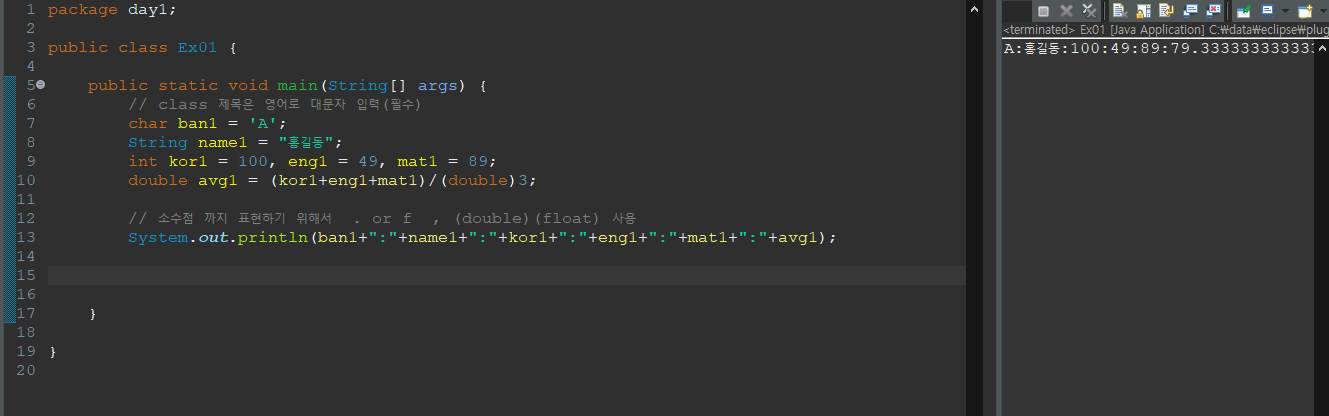 1 package day1;
2
3 public class Ex01 {
4
5 public static void main(String[] args) {
6 // class 제목은 영어로 대문자 입력(필수)
7 char ban1 = 'A';
8 String name1 = "홍길동";
9 int kor1 = 100, eng1 = 49, mat1 = 89;
10 double avg1 = (kor1+eng1+mat1)/(double)3;
11
12 // 소수점 까지 표현하기 위해서 . or f , (double)(float) 사용
13 System.out.println(ban1+":"+name1+":"+kor1+":"+eng1+":"+mat1+":"+avg1);
14
15
16
17 }
18
19 }
20
<terminated> Ex01 [Java Application] C:₩data₩eclipse₩plug
A:홍길동:100:49:89:79.3333333333333